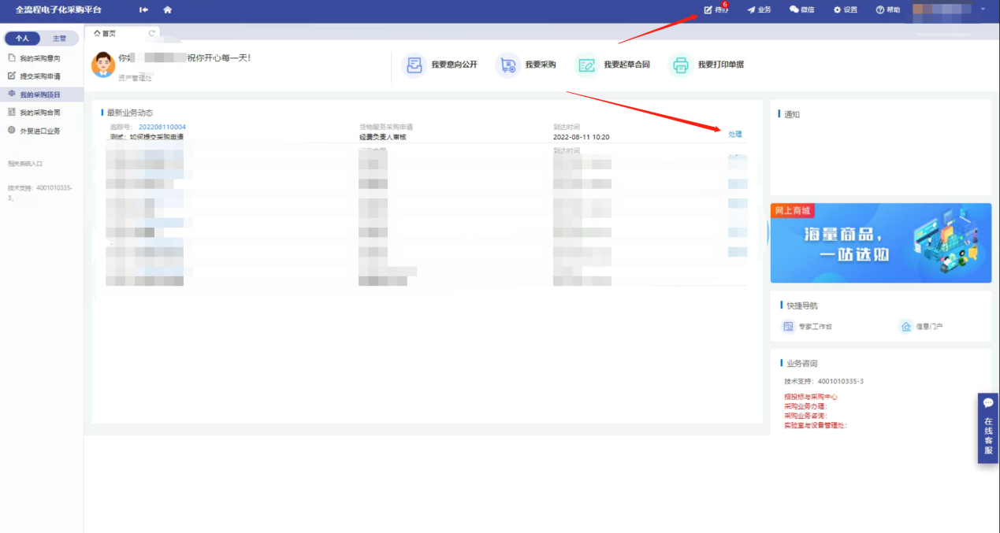 全流程电子化采购平台
6
待办
业务
微信
设置
帮助
个人
主管
首页
我的采购意向
提交采购申请
我的采购项目
我的采购合同
外贸进口业务
相关系统入口
技术支持：4001010335-
3。
祝你开心每一天！
资产管理处
我要意向公开
我要采购
我要起草合同
我要打印单据
最新业务动态
追踪号： 202208110004
货物服务采购申请
到达时间
测试：如何提交采购申请
经费负责人审核
2022-08-11 10:20
处理
到达时间
通知
网上商城
海量商品，
一站选购
快捷导航
专家工作台
信息门户
业务咨询
技术支持：4001010335-3
招投标与采购中心
采购业务办理：
采购业务咨询：
实验室与设备管理处：
在线客服